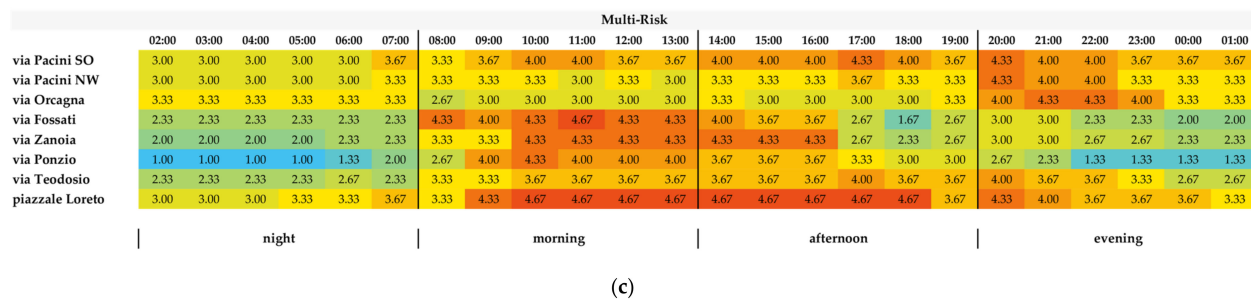 Multi-Risk
02:00 03:00 04:00 05:00 06:00 07:00 08:00 09:00 10:00 11:00 12:00 13:00 14:00 15:00 16:00 17:00 18:00 19:00 20:00 21:00 22:00 23:00 00:00 01:00
via Pacini SO 3.00 3.00 3.00 3.00 3.00 3.67 3.33 3.67 4.00 4.00 3.67 3.67 4.00 4.00 4.00 4.33 4.00 3.67 4.33 4.00 4.00 3.67 3.67 3.67
via Pacini NW 3.00 3.00 3.00 3.00 3.00 3.33 3.33 3.33 3.33 3.00 3.33 3.00 3.33 3.33 3.33 3.67 3.33 3.33 4.33 4.00 4.00 3.33 3.33 3.33
via Orcagna 3.33 3.33 3.33 3.33 3.33 3.33 2.67 3.00 3.00 3.00 3.00 3.00 3.33 3.00 3.00 3.00 3.00 3.33 4.00 4.33 4.33 4.00 3.33 3.33
via Fossati 2.33 2.33 2.33 2.33 2.33 2.33 4.33 4.00 4.33 4.67 4.33 4.33 4.00 3.67 3.67 2.67 1.67 2.67 3.00 3.00 2.33 2.33 2.00 2.00
via Zanoia 2.00 2.00 2.00 2.00 2.33 2.33 3.33 3.33 4.33 4.33 4.33 4.33 4.33 4.33 4.33 2.67 2.33 2.67 3.00 3.00 2.67 2.67 2.33 2.33
via Ponzio 1.00 1.00 1.00 1.00 1.33 2.00 2.67 4.00 4.33 4.00 4.00 4.00 3.67 3.67 3.67 3.33 3.00 3.00 2.67 2.33 1.33 1.33 1.33 1.33
via Teodosio 2.33 2.33 2.33 2.33 2.67 2.33 3.33 3.33 3.67 3.67 3.67 3.67 3.67 3.67 3.67 4.00 3.67 3.67 4.00 3.67 3.67 3.33 2.67 2.67
piazzale Loreto 3.00 3.00 3.00 3.33 3.33 3.67 3.33 4.33 4.67 4.67 4.67 4.67 4.67 4.67 4.67 4.67 4.67 3.67 4.33 4.00 3.67 3.67 3.67 3.33
night morning afternoon evening
(c)